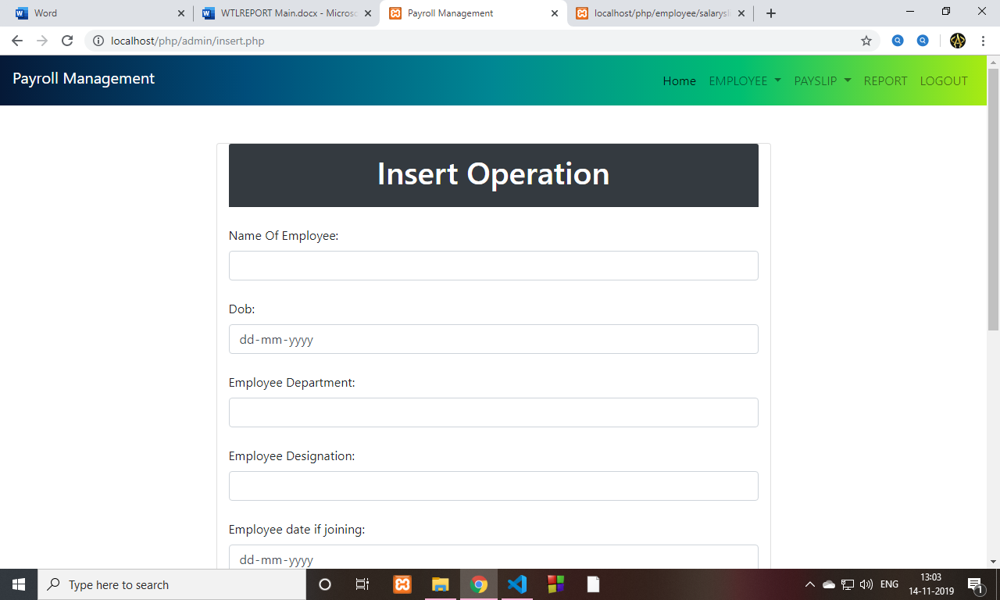 Word
WTLREPORT Main.docx - Microso
Payroll Management
localhost/php/employee/salarysl
localhost/php/admin/insert.php
Payroll Management
Home EMPLOYEE PAYSLIP REPORT LOGOUT
Insert Operation
Name Of Employee:
Dob:
dd-mm-yyyy
Employee Department:
Employee Designation:
Employee date if joining:
dd-mm-yyyy
Type here to search
ENG
13:03
14-11-2019
1